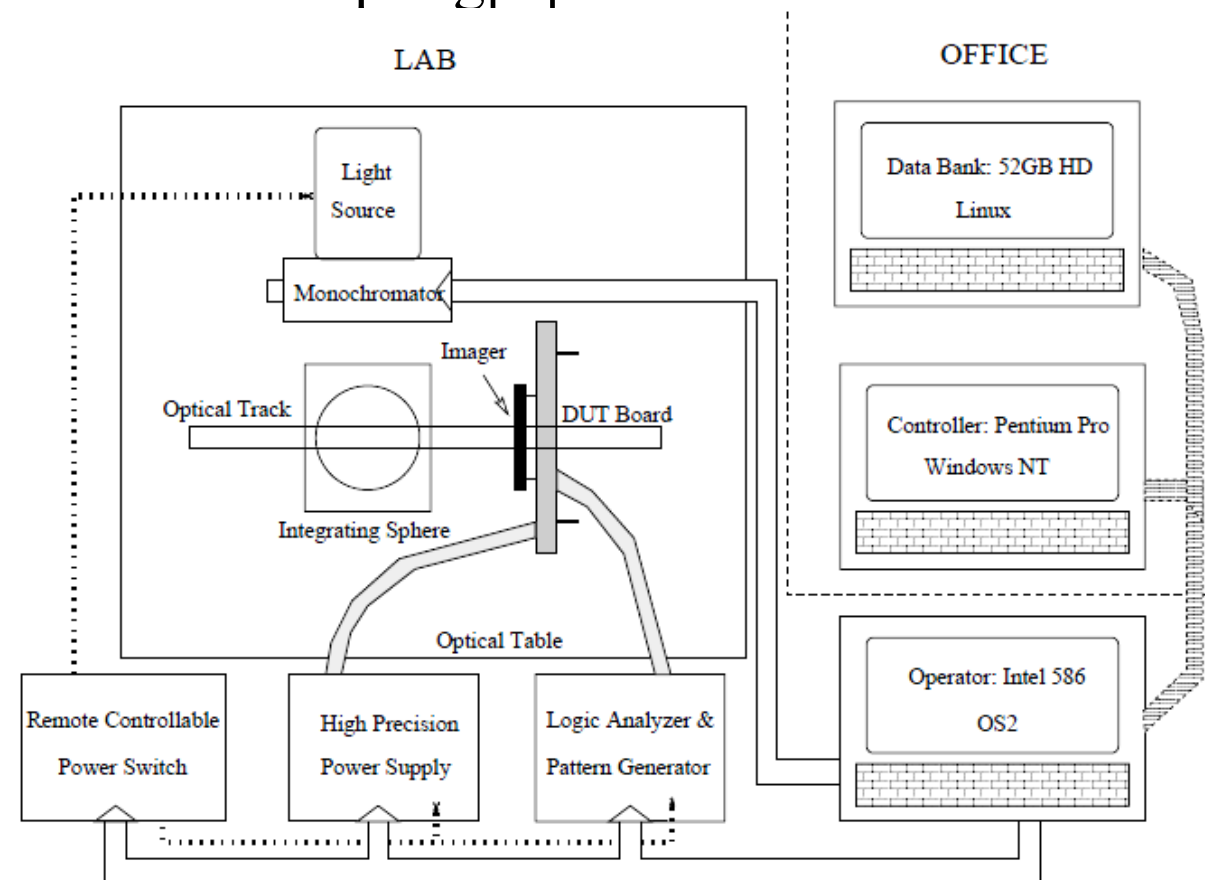 LAB
OFFICE
Light
Source
Monochromator
Imager
Optical Track
DUT Board
Integrating Sphere
Optical Table
Remote Controllable
Power Switch
High Precision
Power Supply
Logic Analyzer &
Pattern Generator
Data Bank: 52GB HD
Linux
Controller: Pentium Pro
Windows NT
Operator: Intel 586
OS2